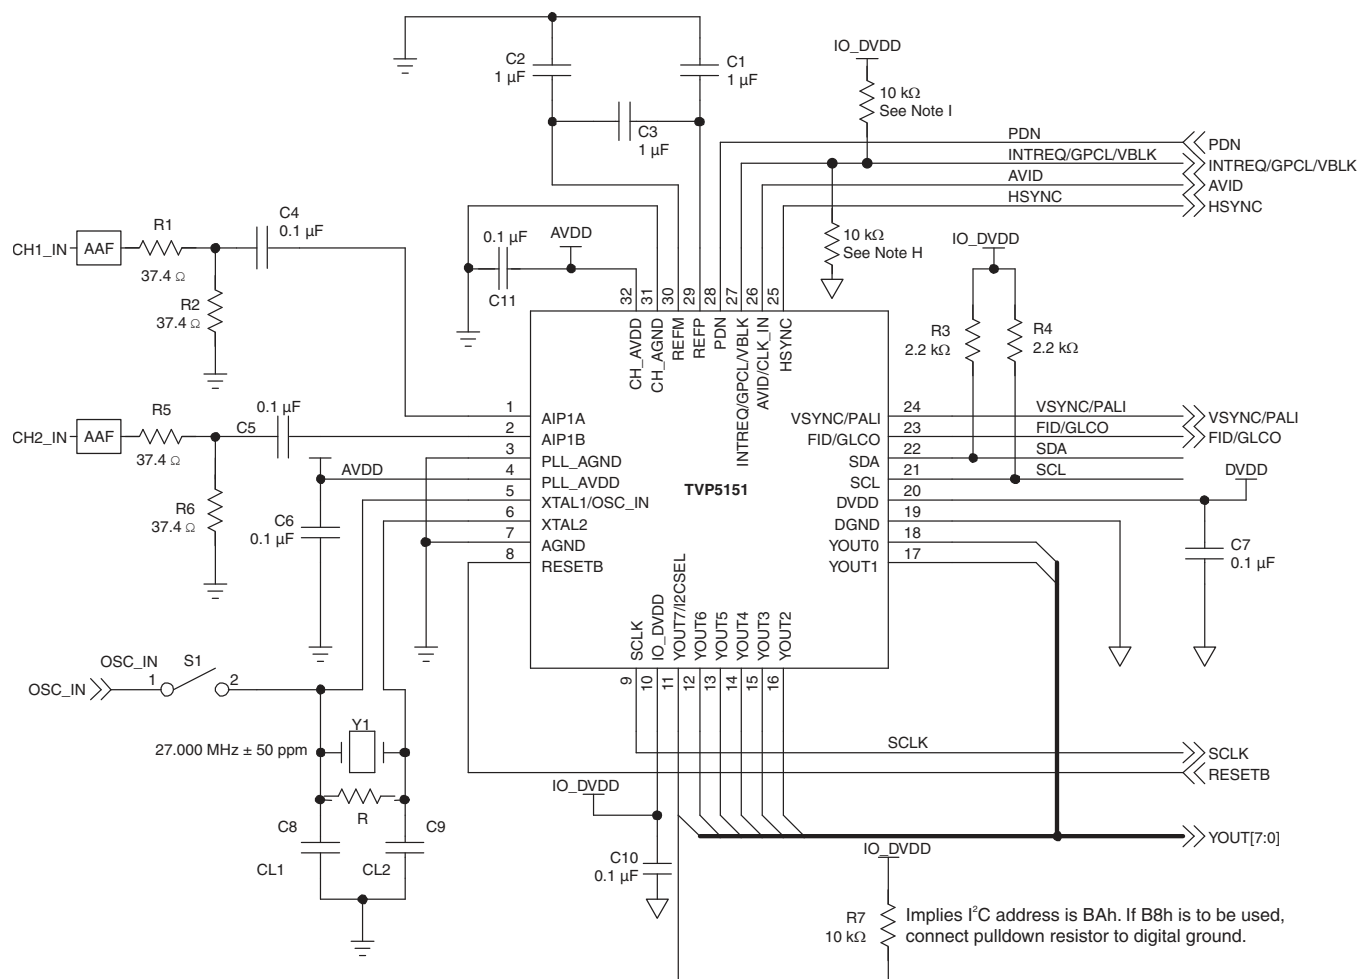 C2
1 µF
C1
1 µF
C3
1 µF
IO_DVDD
10 kΩ
See Note I
PDN
PDN
INTREQ/GPCL/VBLK
INTREQ/GPCL/VBLK
AVID
AVID
HSYNC
HSYNC
10 kΩ
See Note H
CH1_IN
AAF
R1
37.4 Ω
R2
37.4 Ω
C4
0.1 µF
0.1 µF
C11
AVDD
IO_DVDD
R3
2.2 kΩ
R4
2.2 kΩ
32
31
30
29
28
27
26
25
CH_AVDD
CH_AGND
REFM
REFP
PDN
INTREQ/GPCL/VBLK
AVID/CLK_IN
HSYNC
CH2_IN
AAF
R5
37.4 Ω
R6
37.4 Ω
0.1 µF
C5
AVDD
C6
0.1 µF
1 AIP1A
2 AIP1B
3 PLL_AGND
4 PLL_AVDD
5 XTAL1/OSC_IN
6 XTAL2
7 AGND
8 RESETB
TVP5151
VSYNC/PALI 24 VSYNC/PALI VSYNC/PALI
FID/GLCO 23 FID/GLCO FID/GLCO
SDA 22 SDA
SCL 21 SCL
DVDD 20 DVDD
DGND 19
YOUT0 18
YOUT1 17
C7
0.1 µF
SCLK
IO_DVDD
YOUT7/I2CSEL
YOUT6
YOUT5
YOUT4
YOUT3
YOUT2
9
10
11
12
13
14
15
16
OSC_IN
OSC_IN
S1
1
2
Y1
27.000 MHz ± 50 ppm
R
C8
CL1
C9
CL2
SCLK
SCLK
RESETB
IO_DVDD
C10
0.1 µF
YOUT[7:0]
IO_DVDD
R7
10 kΩ
Implies I²C address is BAh. If B8h is to be used,
connect pulldown resistor to digital ground.